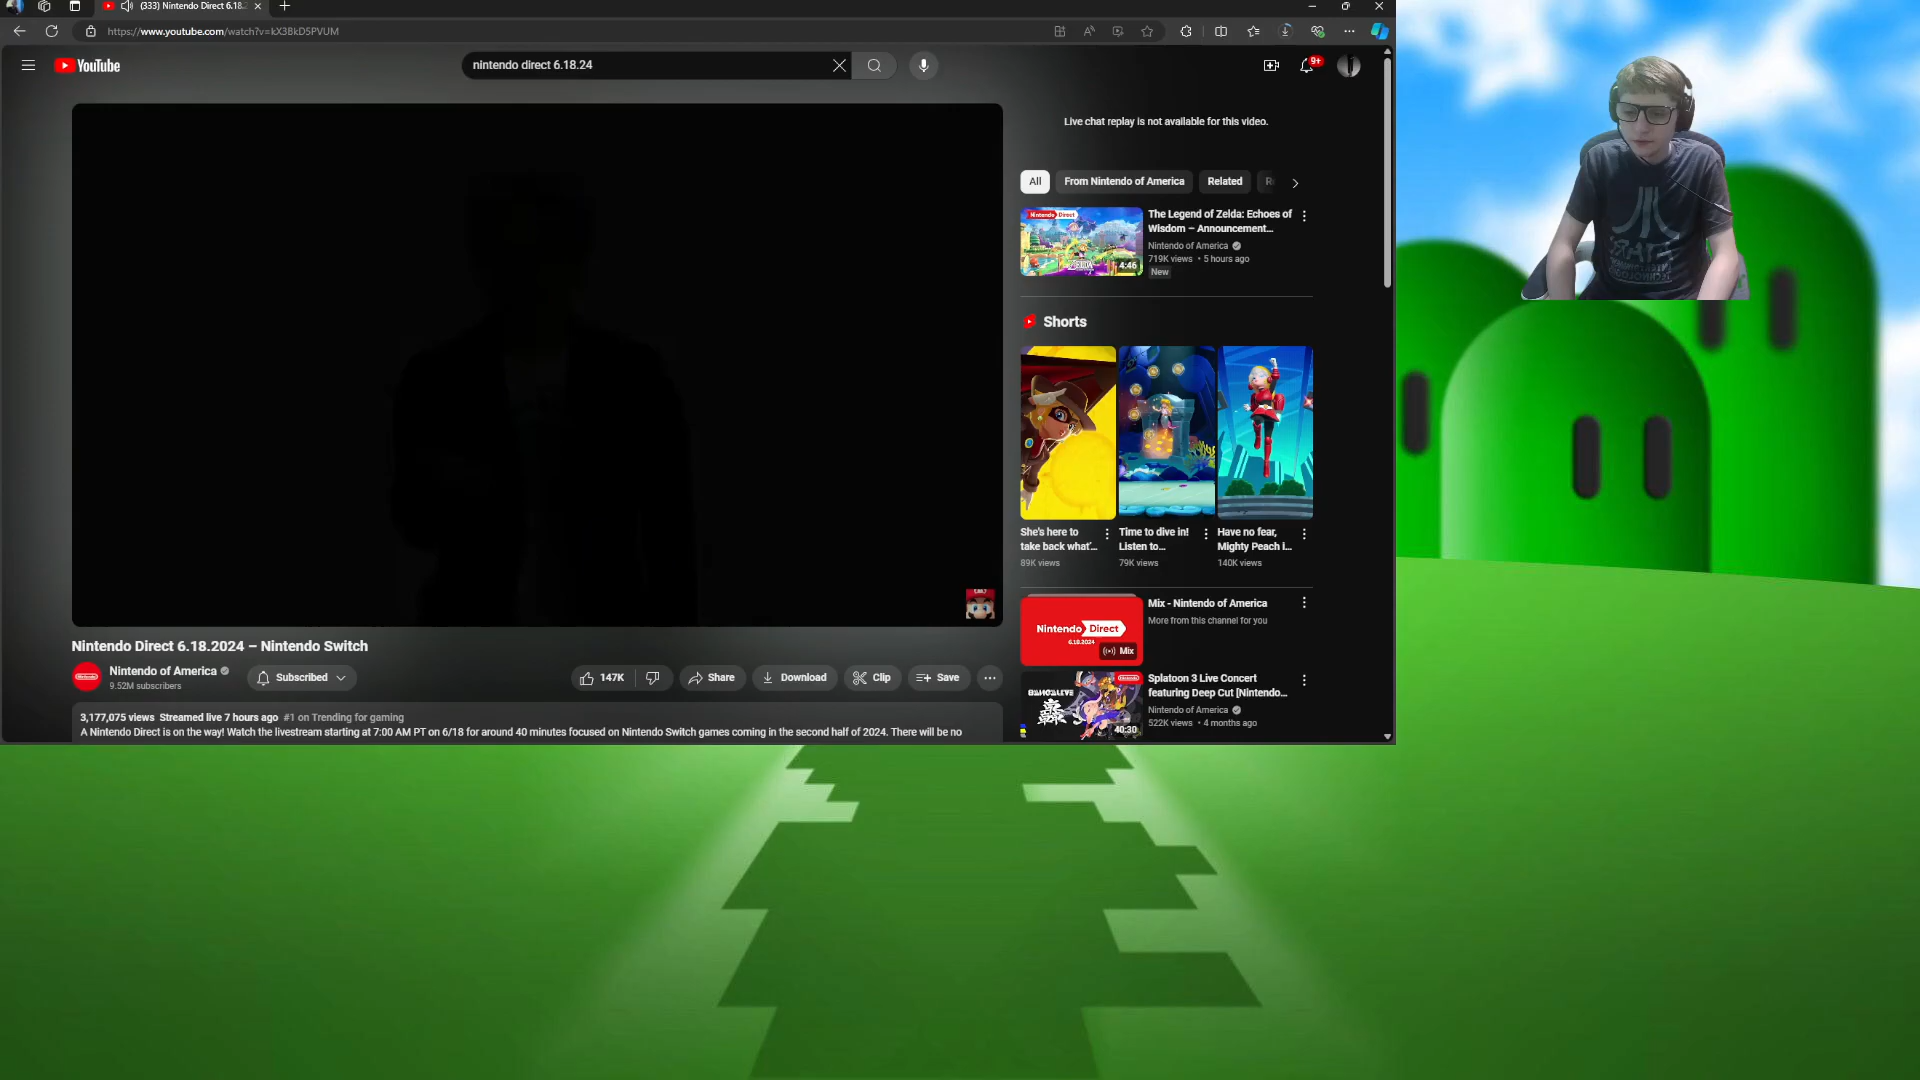 (333) Nintendo Direct 6.18.2
https://www.youtube.com/watch?v=kX3BkD5PVUM
YouTube
nintendo direct 6.18.24
9+
Live chat replay is not available for this video.
All
From Nintendo of America
Related
Nintendo Direct
ZELDA
4:46
The Legend of Zelda: Echoes of
Wisdom – Announcement...
Nintendo of America
719K views • 5 hours ago
New
Shorts
She's here to
take back what'...
89K views
Time to dive in!
Listen to...
79K views
Have no fear,
Mighty Peach i...
140K views
Nintendo Direct
6.18.2024
Mix
Mix - Nintendo of America
More from this channel for you
40:30
Splatoon 3 Live Concert
featuring Deep Cut [Nintendo...
Nintendo of America
522K views • 4 months ago
Nintendo Direct 6.18.2024 – Nintendo Switch
Nintendo of America
9.52M subscribers
Subscribed
147K
Share
Download
Clip
Save
3,177,075 views Streamed live 7 hours ago #1 on Trending for gaming
A Nintendo Direct is on the way! Watch the livestream starting at 7:00 AM PT on 6/18 for around 40 minutes focused on Nintendo Switch games coming in the second half of 2024. There will be no
ATARI